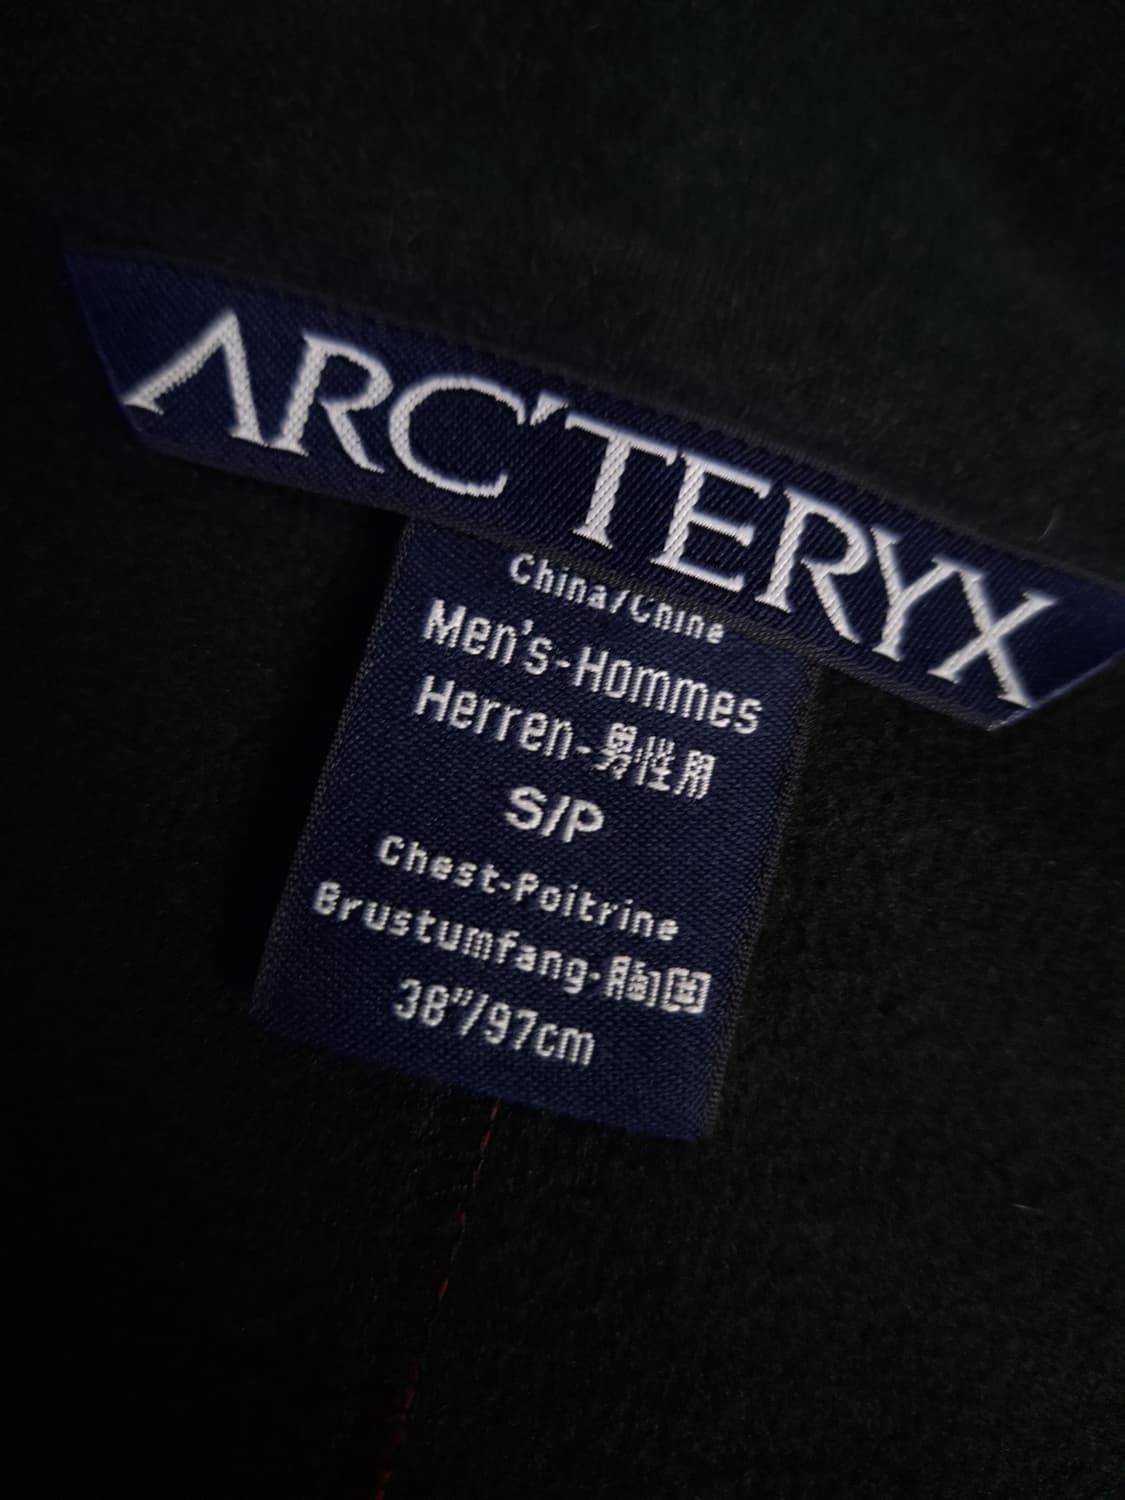 ARC'TERYX
China/Chine
Men's-Hommes
Herren-男性用
S/P
Chest-Poitrine
Brustumfang-胸囲
38"/97cm